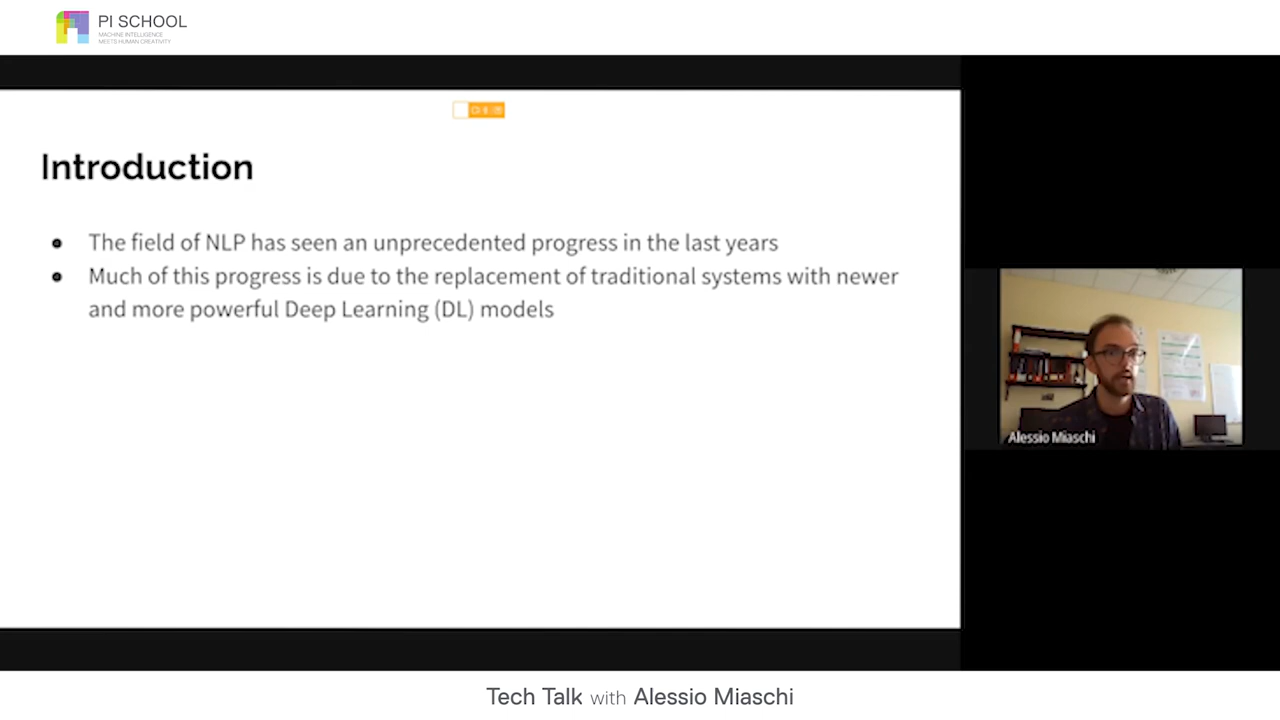 PI SCHOOL
MACHINE INTELLIGENCE
MEETS HUMAN CREATIVITY
Introduction
The field of NLP has seen an unprecedented progress in the last years
Much of this progress is due to the replacement of traditional systems with newer
and more powerful Deep Learning (DL) models
Alessio Miaschi
Tech Talk with Alessio Miaschi